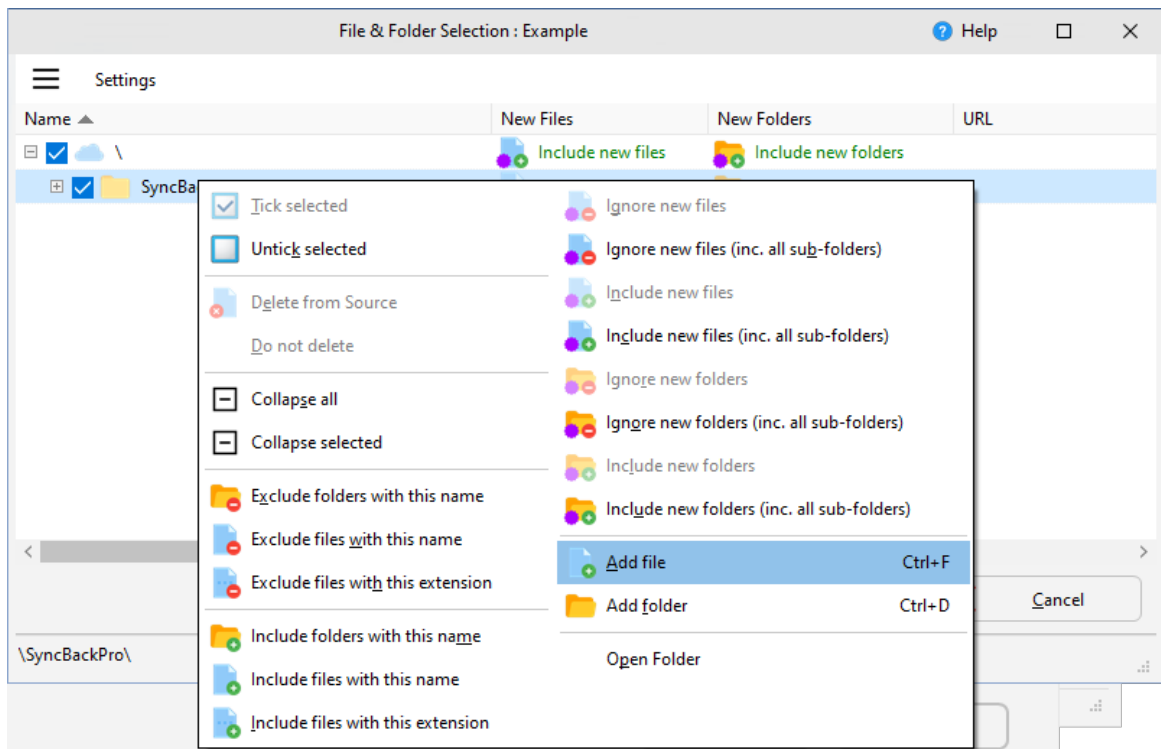 File & Folder Selection : Example
Help
Settings
Name
New Files
New Folders
URL
\
Include new files
Include new folders
SyncBa
Tick selected
Untick selected
Delete from Source
Do not delete
Collapse all
Collapse selected
Exclude folders with this name
Exclude files with this name
Exclude files with this extension
Include folders with this name
Include files with this name
Include files with this extension
Ignore new files
Ignore new files (inc. all sub-folders)
Include new files
Include new files (inc. all sub-folders)
Ignore new folders
Ignore new folders (inc. all sub-folders)
Include new folders
Include new folders (inc. all sub-folders)
Add file Ctrl+F
Add folder Ctrl+D
Open Folder
Cancel
\SyncBackPro\